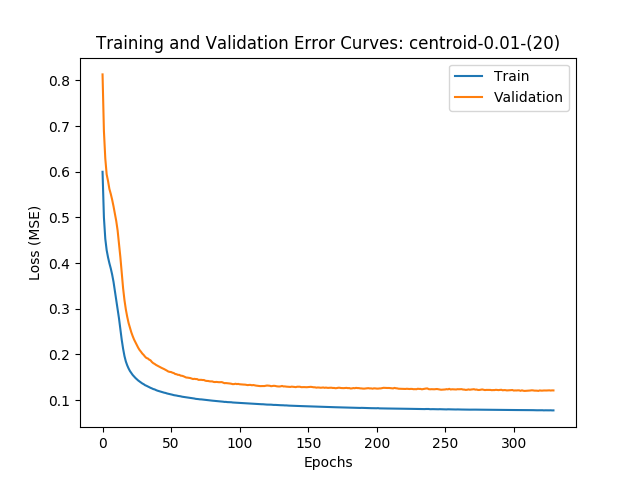 Training and Validation Error Curves: centroid-0.01-(20)
Train
Validation
0.8
0.7
0.6
0.5
0.4
0.3
0.2
0.1
Loss (MSE)
0 50 100 150 200 250 300
Epochs